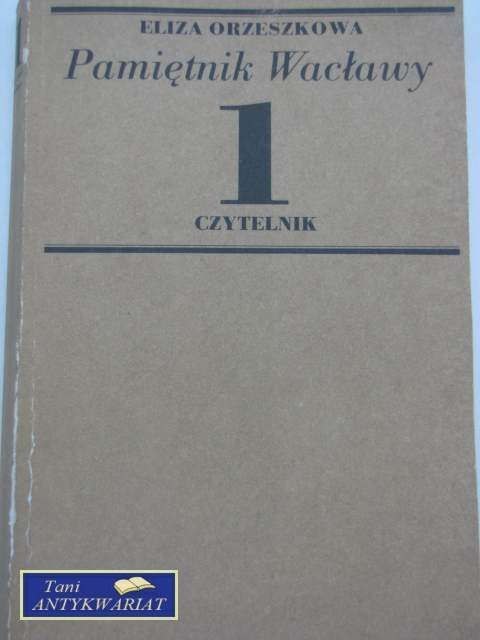 ELIZA ORZESZKOWA
Pamiętnik Wacławy
1
CZYTELNIK
Tani
ANTYKWARIAT